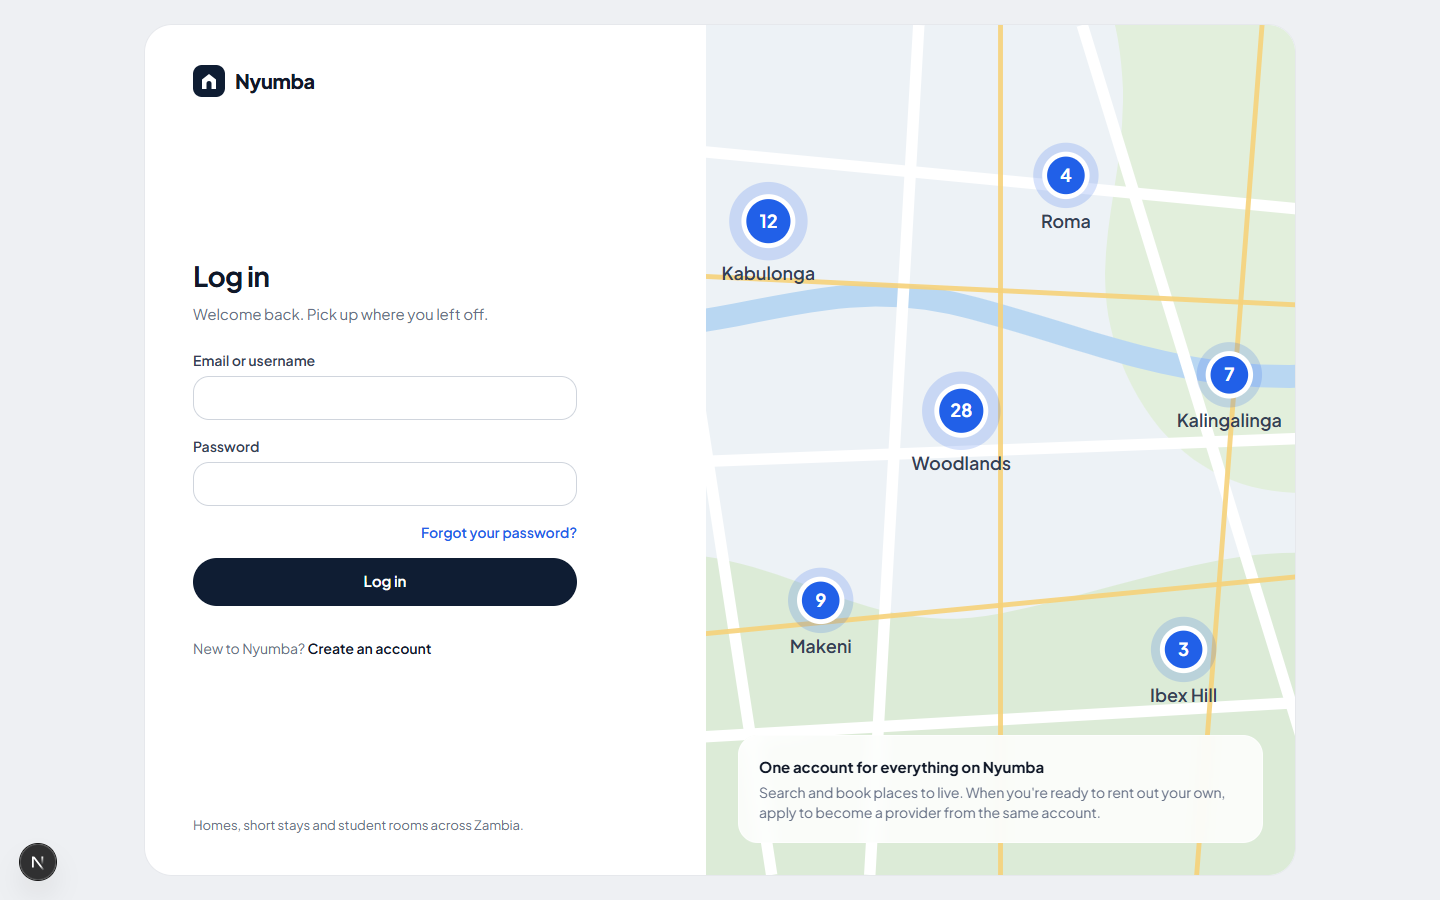 Nyumba
Log in
Welcome back. Pick up where you left off.
Email or username
Password
Forgot your password?
Log in
New to Nyumba? Create an account
Homes, short stays and student rooms across Zambia.
N
4
Roma
12
Kabulonga
7
Kalingalinga
28
Woodlands
9
Makeni
3
Ibex Hill
One account for everything on Nyumba
Search and book places to live. When you're ready to rent out your own,
apply to become a provider from the same account.